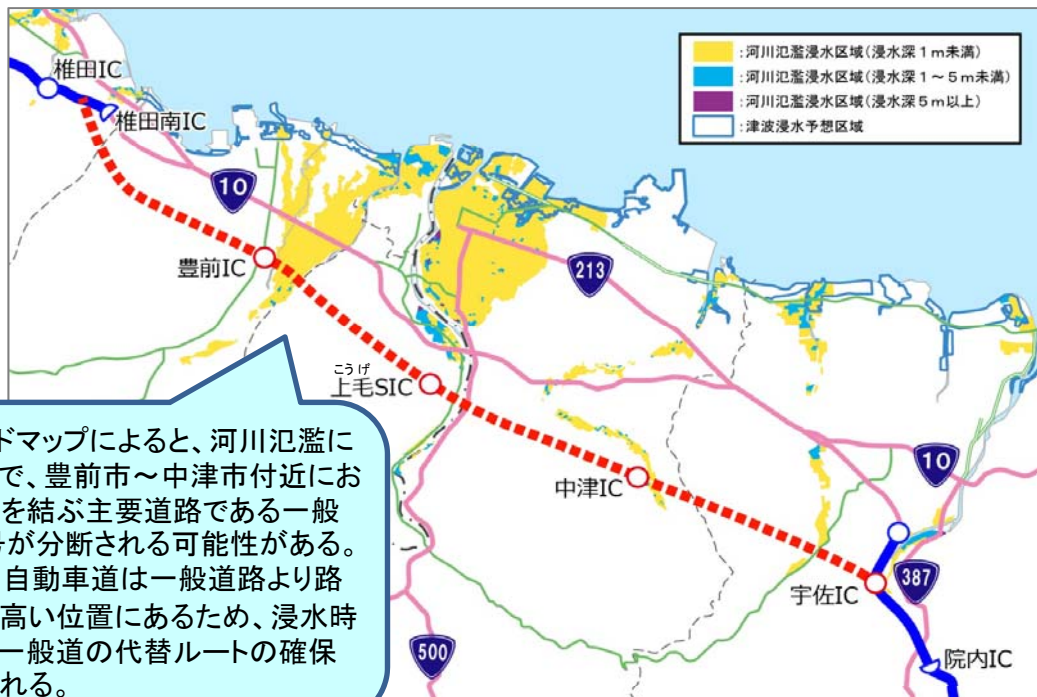 :河川氾濫浸水区域(浸水深1m未満)
:河川氾濫浸水区域(浸水深1~5m未満)
:河川氾濫浸水区域(浸水深5m以上)
:津波浸水予想区域
椎田IC
椎田南IC
10
豊前IC
213
こうげ
上毛SIC
中津IC
10
宇佐IC
387
院内IC
500
ドマップによると、河川氾濫に
で、豊前市~中津市付近にお
を結ぶ主要道路である一般
号が分断される可能性がある。
自動車道は一般道路より路
高い位置にあるため、浸水時
一般道の代替ルートの確保
れる。